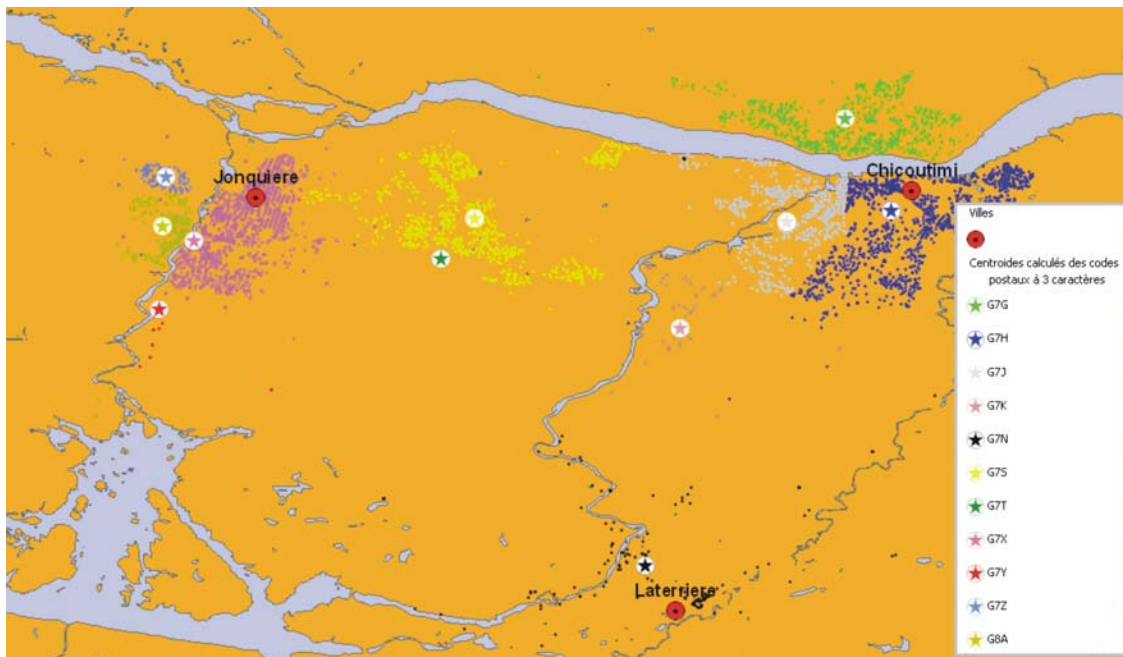 Jonquiere
Chicoutimi
Laterriere
Villes
Centroides calculés des codes
postaux à 3 caractères
G7G
G7H
G7J
G7K
G7N
G7S
G7T
G7X
G7Y
G7Z
G8A